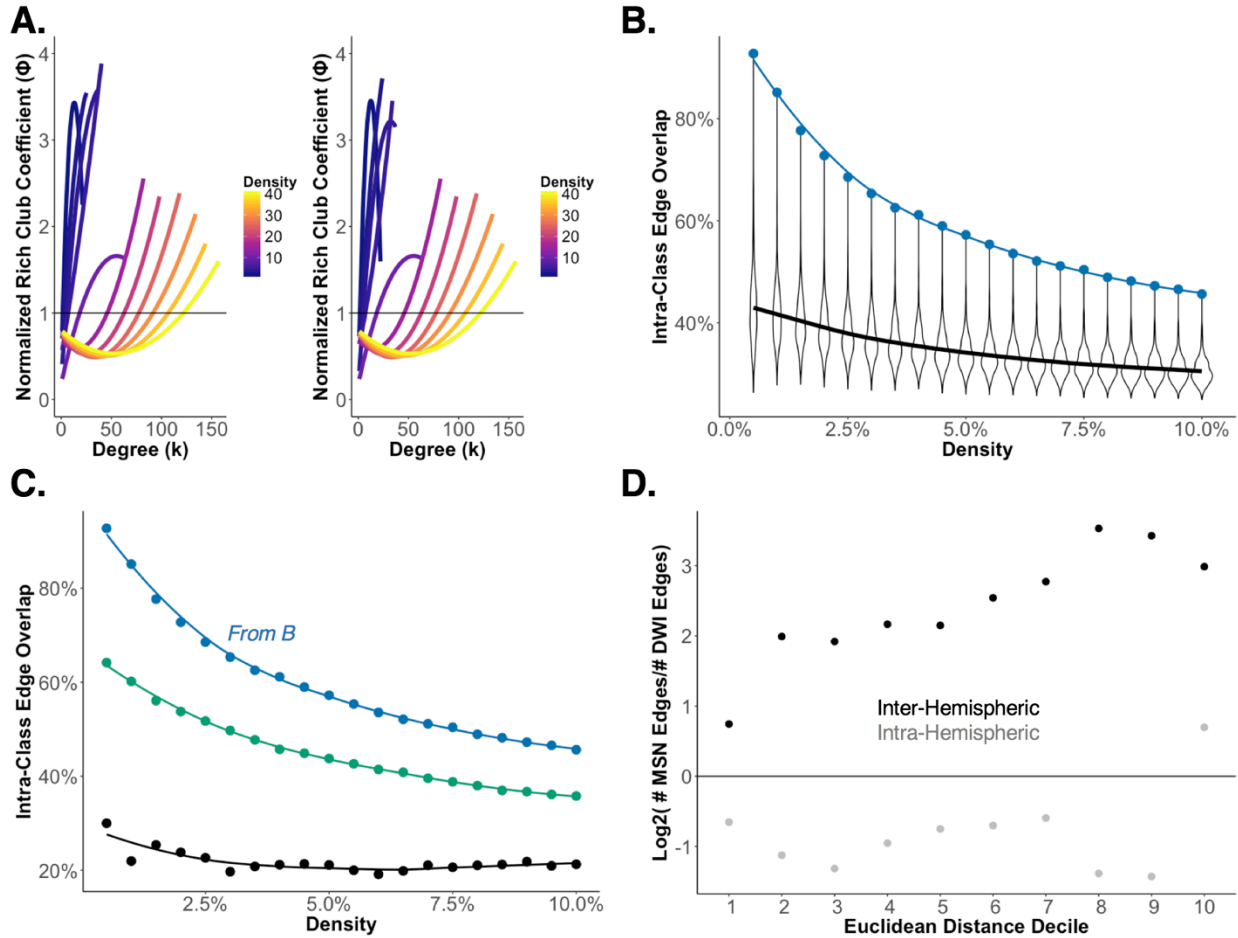 A.
Normalized Rich Club Coefficient (Φ)
4
3
2
1
0
0 50 100 150
Degree (k)
Density
40
30
20
10
Normalized Rich Club Coefficient (Φ)
4
3
2
1
0
0 50 100 150
Degree (k)
Density
40
30
20
10
B.
Intra-Class Edge Overlap
80%
60%
40%
0.0% 2.5% 5.0% 7.5% 10.0%
Density
C.
Intra-Class Edge Overlap
80%
60%
40%
20%
From B
2.5% 5.0% 7.5% 10.0%
Density
D.
Log2( # MSN Edges/# DWI Edges)
3
2
1
0
-1
Inter-Hemispheric
Intra-Hemispheric
1 2 3 4 5 6 7 8 9 10
Euclidean Distance Decile